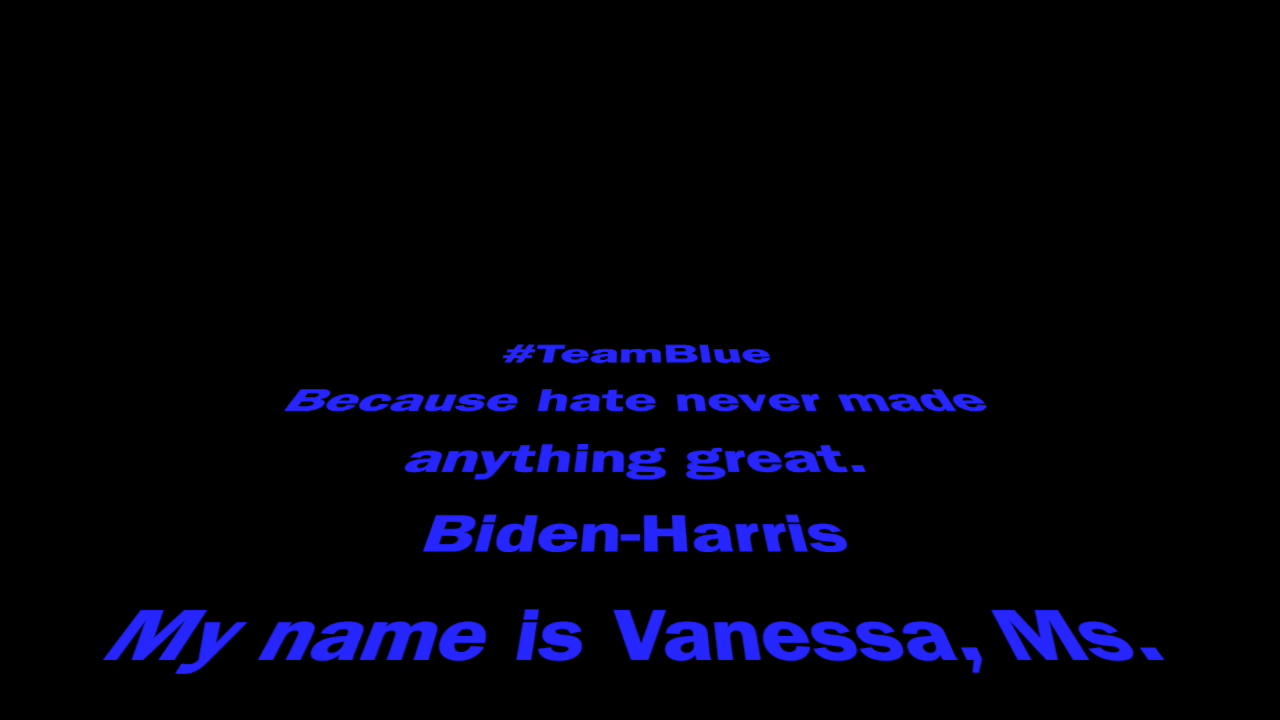 #TeamBlue
Because hate never made
anything great.
Biden-Harris
My name is Vanessa, Ms.